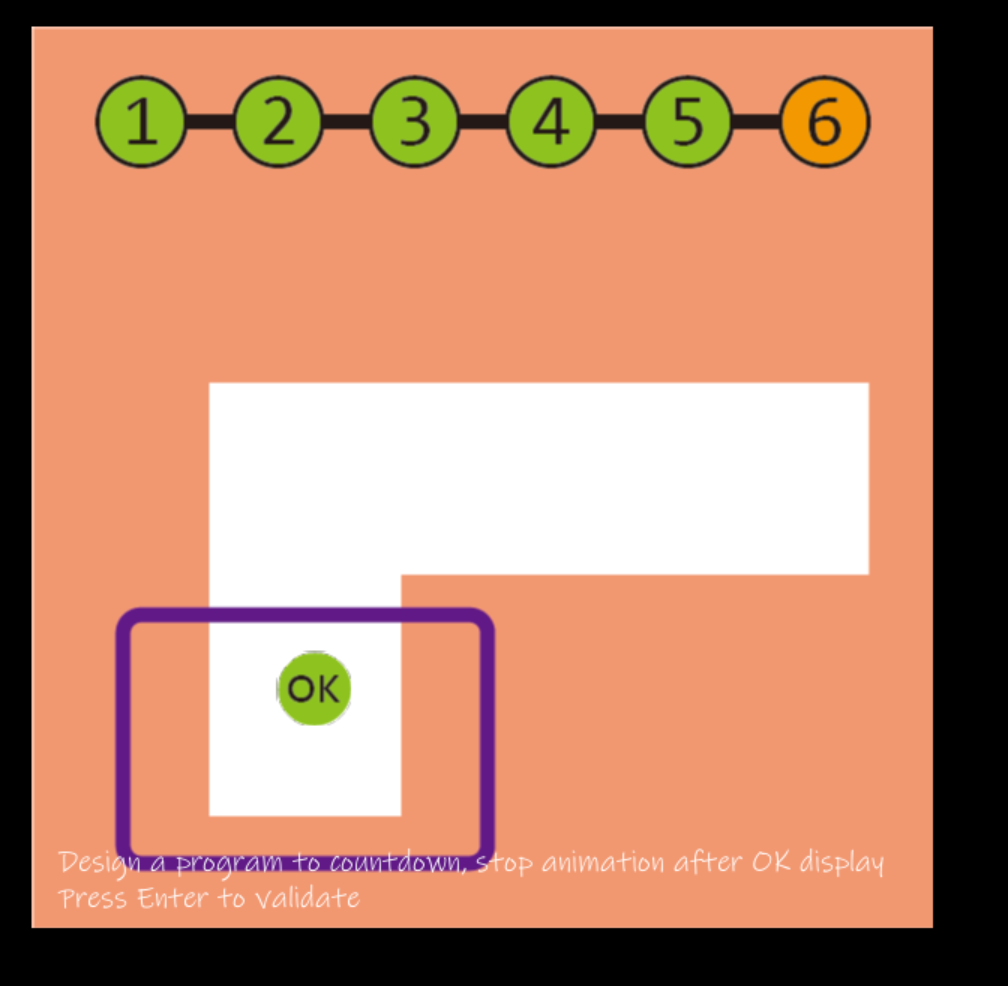 1 2 3 4 5 6
OK
Design a program to countdown, stop animation after OK display
Press Enter to validate